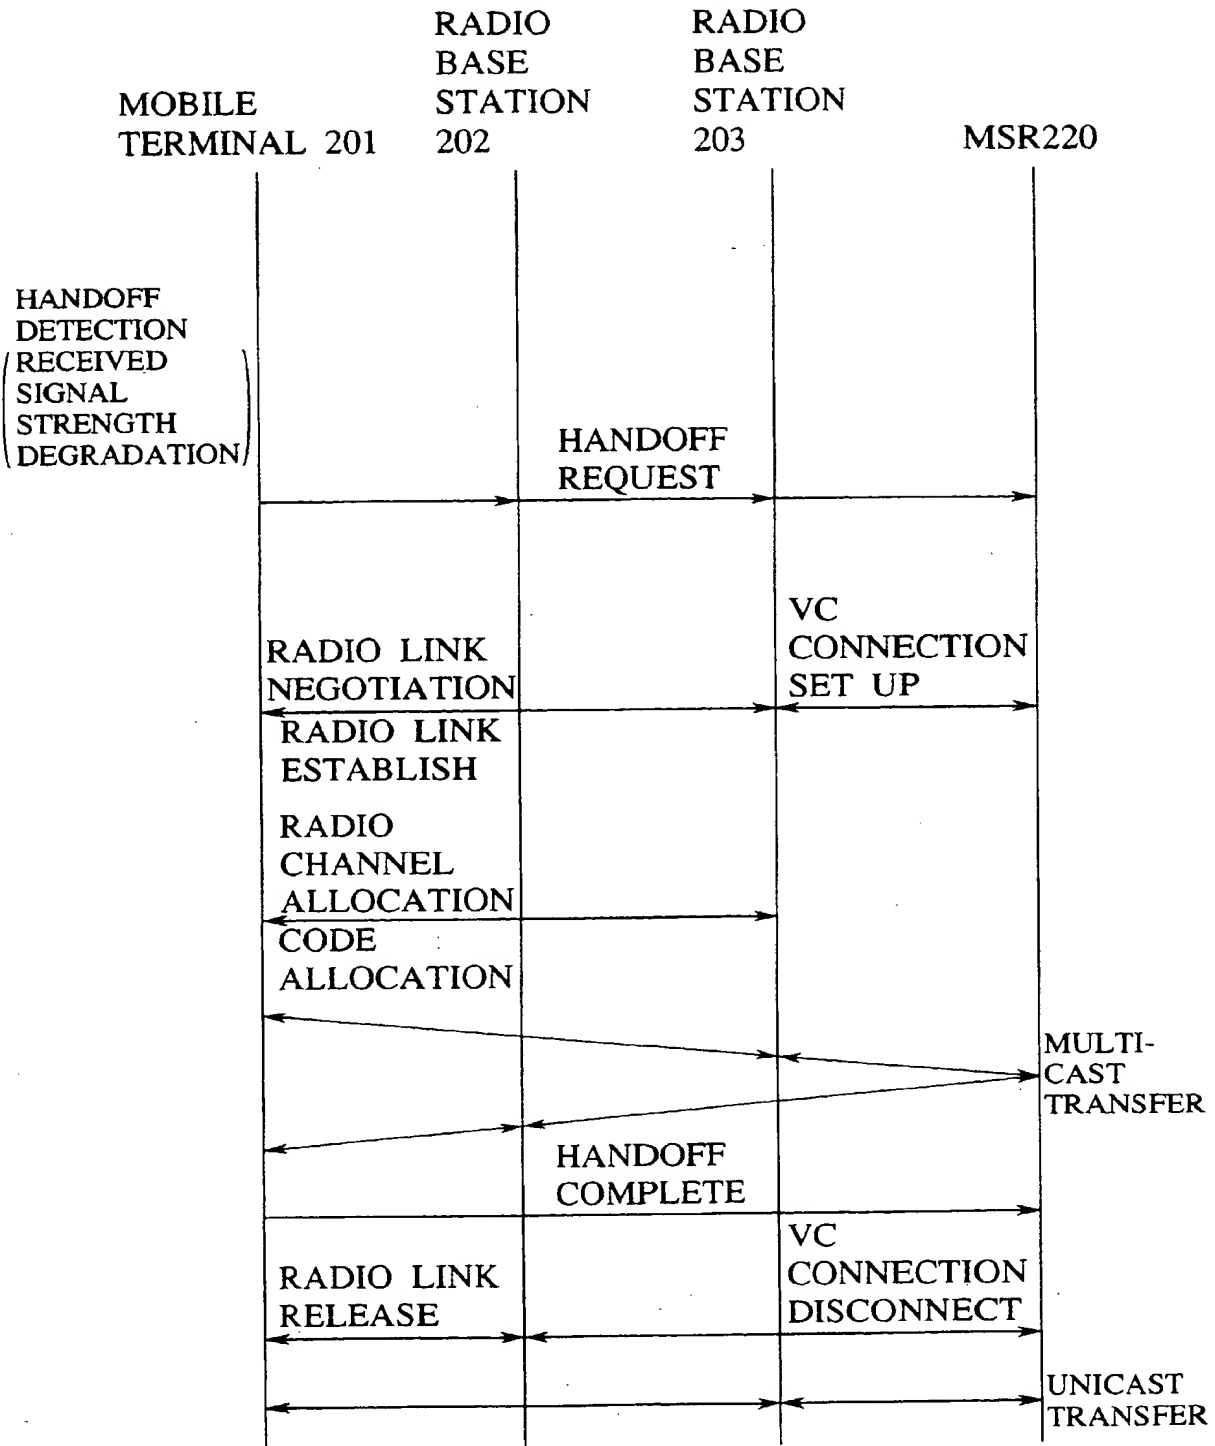 RADIO
BASE
STATION
202
RADIO
BASE
STATION
203
MOBILE
TERMINAL 201
MSR220
HANDOFF
DETECTION
(RECEIVED
SIGNAL
STRENGTH
DEGRADATION)
HANDOFF
REQUEST
VC
CONNECTION
SET UP
RADIO LINK
NEGOTIATION
RADIO LINK
ESTABLISH
RADIO
CHANNEL
ALLOCATION
CODE
ALLOCATION
MULTI-
CAST
TRANSFER
HANDOFF
COMPLETE
VC
CONNECTION
DISCONNECT
RADIO LINK
RELEASE
UNICAST
TRANSFER